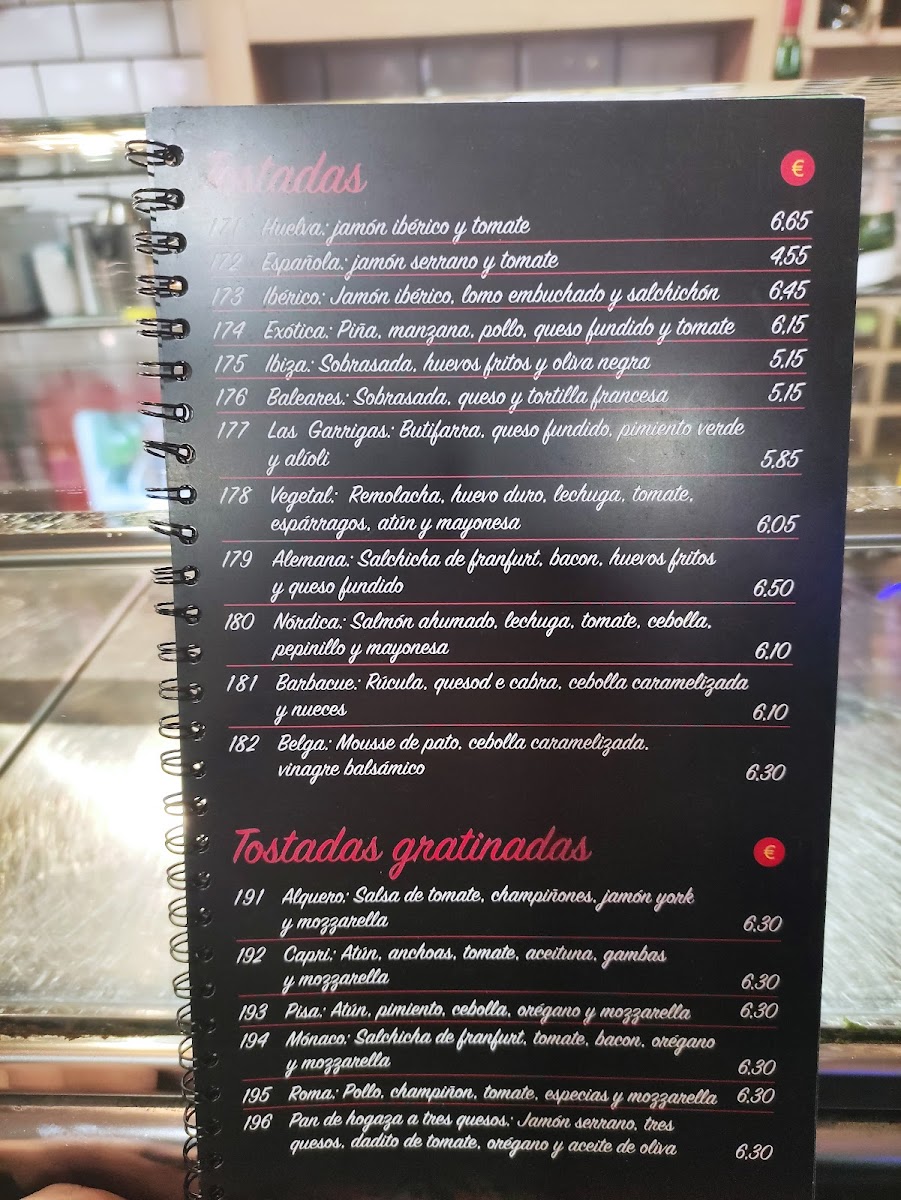 Tostadas €
171 Huelva: jamón ibérico y tomate 6.65
172 Española: jamón serrano y tomate 4.55
173 Ibérico: Jamón ibérico, lomo embuchado y salchichón 6.45
174 Exótica: Piña, manzana, pollo, queso fundido y tomate 6.15
175 Ibiza: Sobrasada, huevos fritos y oliva negra 5.15
176 Baleares: Sobrasada, queso y tortilla francesa 5.15
177 Las Garrigas: Butifarra, queso fundido, pimiento verde
y alioli 5.85
178 Vegetal: Remolacha, huevo duro, lechuga, tomate,
espárragos, atún y mayonesa 6.05
179 Alemana: Salchicha de franfurt, bacon, huevos fritos
y queso fundido 6.50
180 Nórdica: Salmón ahumado, lechuga, tomate, cebolla,
pepinillo y mayonesa 6.10
181 Barbacue: Rúcula, quesod e cabra, cebolla caramelizada
y nueces 6.10
182 Belga: Mousse de pato, cebolla caramelizada,
vinagre balsámico 6.30
Tostadas gratinadas €
191 Alquero: Salsa de tomate, champiñones, jamón york
y mozzarella 6.30
192 Capri: Atún, anchoas, tomate, aceituna, gambas
y mozzarella 6.30
193 Pisa: Atún, pimiento, cebolla, orégano y mozzarella 6.30
194 Mónaco: Salchicha de franfurt, tomate, bacon, orégano
y mozzarella 6.30
195 Roma: Pollo, champiñon, tomate, especias y mozzarella 6.30
196 Pan de hogaza a tres quesos: Jamón serrano, tres
quesos, dadito de tomate, orégano y aceite de oliva 6.30